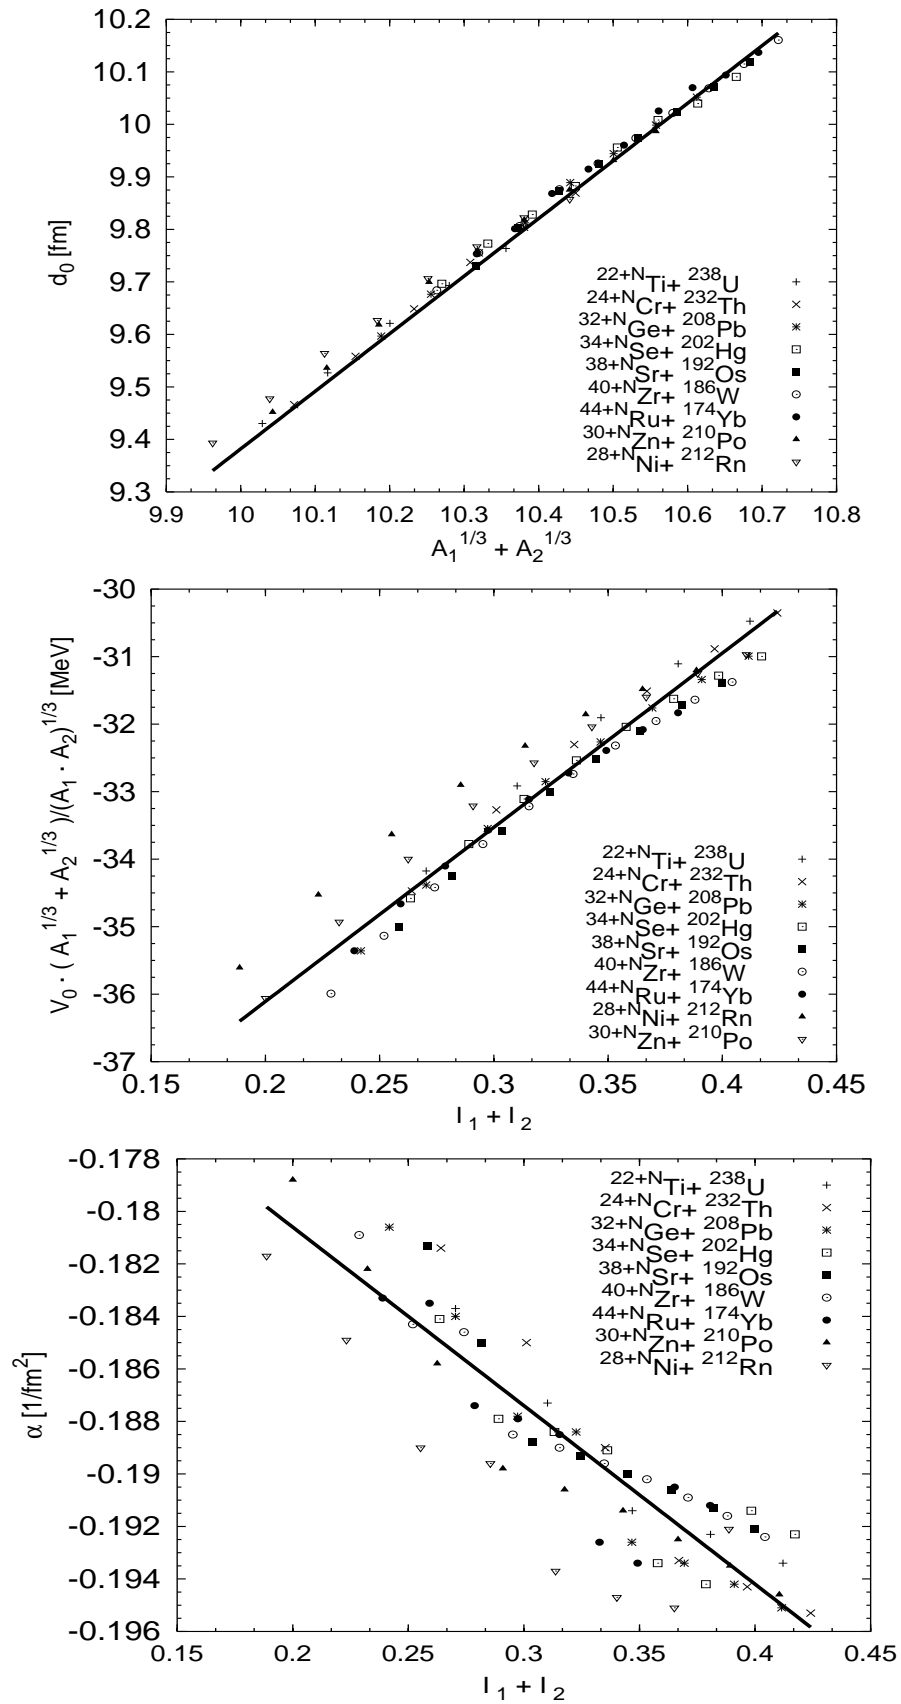 10.2
10.1
10
9.9
9.8
9.7
9.6
9.5
9.4
9.3
d₀ [fm]
²²⁺ᴺTi+ ²³⁸U
²⁴⁺ᴺCr+ ²³²Th
³²⁺ᴺGe+ ²⁰⁸Pb
³⁴⁺ᴺSe+ ²⁰²Hg
³⁸⁺ᴺSr+ ¹⁹²Os
⁴⁰⁺ᴺZr+ ¹⁸⁶W
⁴⁴⁺ᴺRu+ ¹⁷⁴Yb
³⁰⁺ᴺZn+ ²¹⁰Po
²⁸⁺ᴺNi+ ²¹²Rn
9.9 10 10.1 10.2 10.3 10.4 10.5 10.6 10.7 10.8
A₁^1/3 + A₂^1/3
-30
-31
-32
-33
-34
-35
-36
-37
V₀ · (A₁^1/3 + A₂^1/3)/(A₁ · A₂)^1/3 [MeV]
²²⁺ᴺTi+ ²³⁸U
²⁴⁺ᴺCr+ ²³²Th
³²⁺ᴺGe+ ²⁰⁸Pb
³⁴⁺ᴺSe+ ²⁰²Hg
³⁸⁺ᴺSr+ ¹⁹²Os
⁴⁰⁺ᴺZr+ ¹⁸⁶W
⁴⁴⁺ᴺRu+ ¹⁷⁴Yb
²⁸⁺ᴺNi+ ²¹²Rn
³⁰⁺ᴺZn+ ²¹⁰Po
0.15 0.2 0.25 0.3 0.35 0.4 0.45
I₁ + I₂
-0.178
-0.18
-0.182
-0.184
-0.186
-0.188
-0.19
-0.192
-0.194
-0.196
α [1/fm²]
²²⁺ᴺTi+ ²³⁸U
²⁴⁺ᴺCr+ ²³²Th
³²⁺ᴺGe+ ²⁰⁸Pb
³⁴⁺ᴺSe+ ²⁰²Hg
³⁸⁺ᴺSr+ ¹⁹²Os
⁴⁰⁺ᴺZr+ ¹⁸⁶W
⁴⁴⁺ᴺRu+ ¹⁷⁴Yb
³⁰⁺ᴺZn+ ²¹⁰Po
²⁸⁺ᴺNi+ ²¹²Rn
0.15 0.2 0.25 0.3 0.35 0.4 0.45
I₁ + I₂